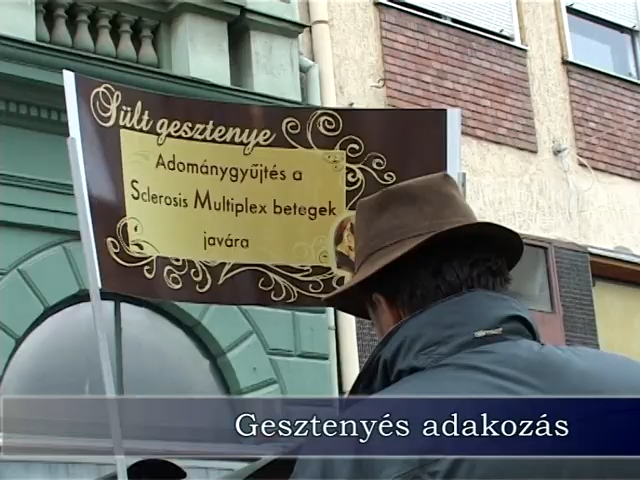 Sült gesztenye
Adománygyűjtés a
Sclerosis Multiplex betegek
javára
Gesztenyés adakozás